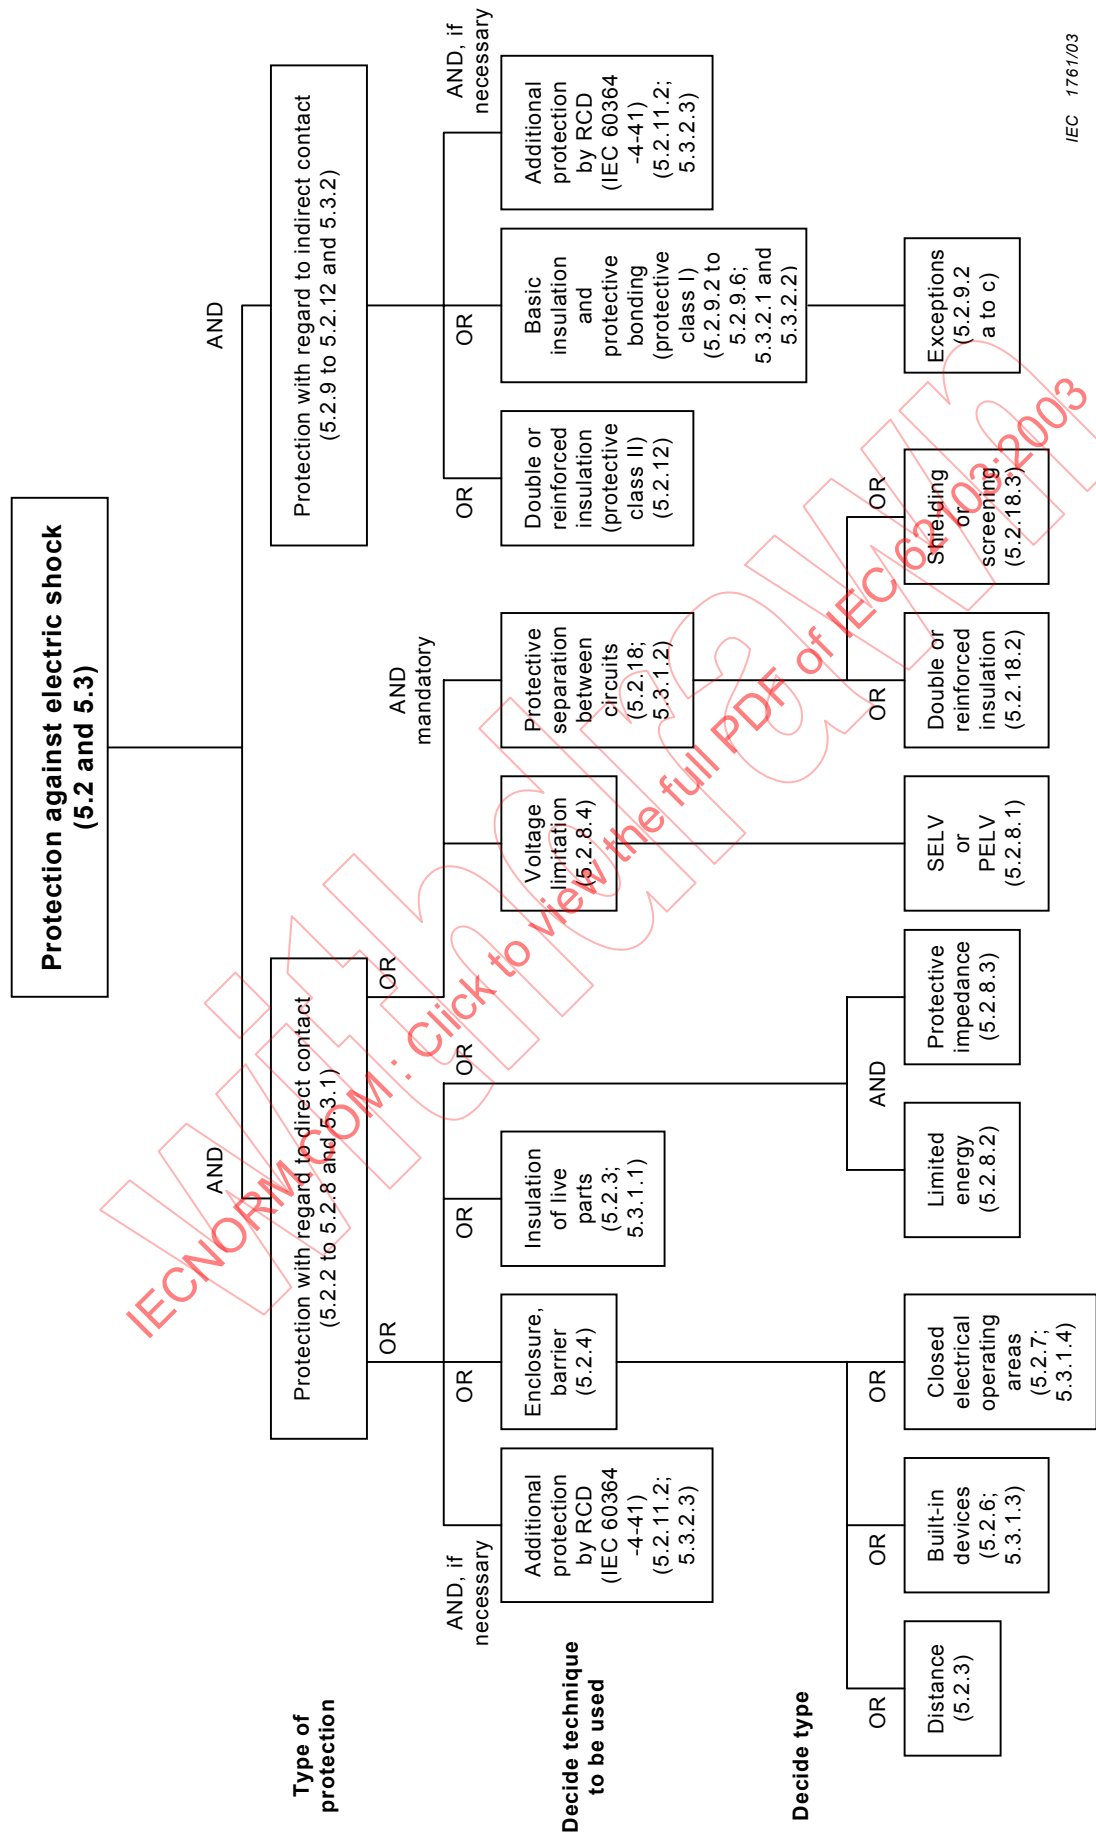 Protection against electric shock
(5.2 and 5.3)
AND
AND
Type of
protection
Protection with regard to direct contact
(5.2.2 to 5.2.8 and 5.3.1)
Protection with regard to indirect contact
(5.2.9 to 5.2.12 and 5.3.2)
OR
OR
AND, if
necessary
OR
OR
OR
AND
mandatory
OR
OR
AND, if
necessary
Decide technique
to be used
Additional
protection
by RCD
(IEC 60364
-4-41)
(5.2.11.2;
5.3.2.3)
Enclosure,
barrier
(5.2.4)
Insulation
of live
parts
(5.2.3;
5.3.1.1)
Voltage
limitation
(5.2.8.4)
Protective
separation
between
circuits
(5.2.18;
5.3.1.2)
Double or
reinforced
insulation
(protective
class II)
(5.2.12)
Basic
insulation
and
protective
bonding
(protective
class I)
(5.2.9.2 to
5.2.9.6;
5.3.2.1 and
5.3.2.2)
Additional
protection
by RCD
(IEC 60364
-4-41)
(5.2.11.2;
5.3.2.3)
Decide type
OR
OR
OR
AND
OR
OR
Distance
(5.2.3)
Built-in
devices
(5.2.6;
5.3.1.3)
Closed
electrical
operating
areas
(5.2.7;
5.3.1.4)
Limited
energy
(5.2.8.2)
Protective
impedance
(5.2.8.3)
SELV
or
PELV
(5.2.8.1)
Double or
reinforced
insulation
(5.2.18.2)
Shielding
or
screening
(5.2.18.3)
Exceptions
(5.2.9.2
a to c)
IEC 1761/03
IECNORM.COM : Click to view the full PDF of IEC 62103:2003
withdrawn